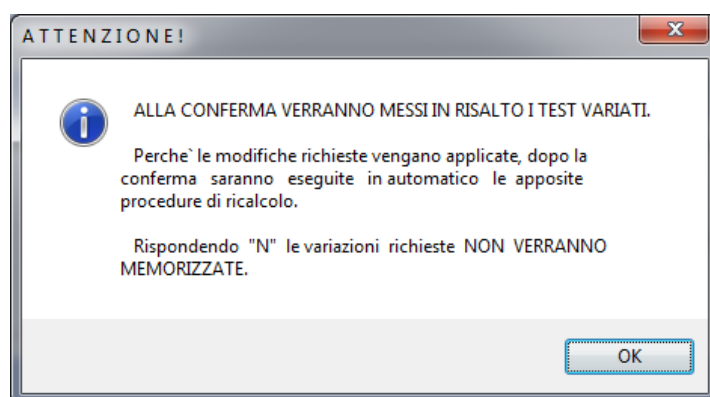 ATTENZIONE!
ALLA CONFERMA VERRANNO MESSI IN RISALTO I TEST VARIATI.
Perche` le modifiche richieste vengano applicate, dopo la
conferma saranno eseguite in automatico le apposite
procedure di ricalcolo.
Rispondendo "N" le variazioni richieste NON VERRANNO
MEMORIZZATE.
OK